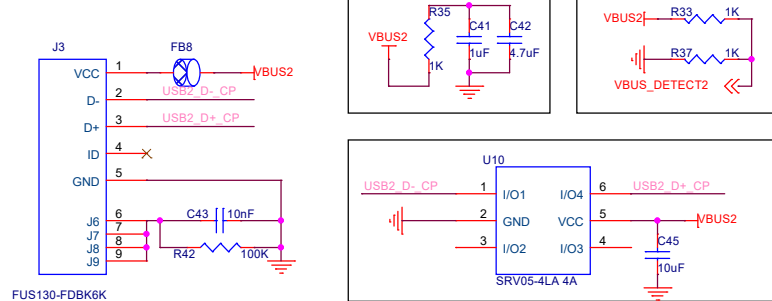 J3
FB8
VCC
1
VBUS2
D-
2
USB2_D-_CP
D+
3
USB2_D+_CP
ID
4
GND
5
J6
6
J7
7
J8
8
J9
9
C43
10nF
R42
100K
FUS130-FDBK6K
R35
VBUS2
1K
C41
1uF
C42
4.7uF
VBUS2
R33
1K
R37
1K
VBUS_DETECT2
U10
USB2_D-_CP
1
I/O1
I/O4
6
USB2_D+_CP
2
GND
VCC
5
VBUS2
3
I/O2
I/O3
4
SRV05-4LA 4A
C45
10uF